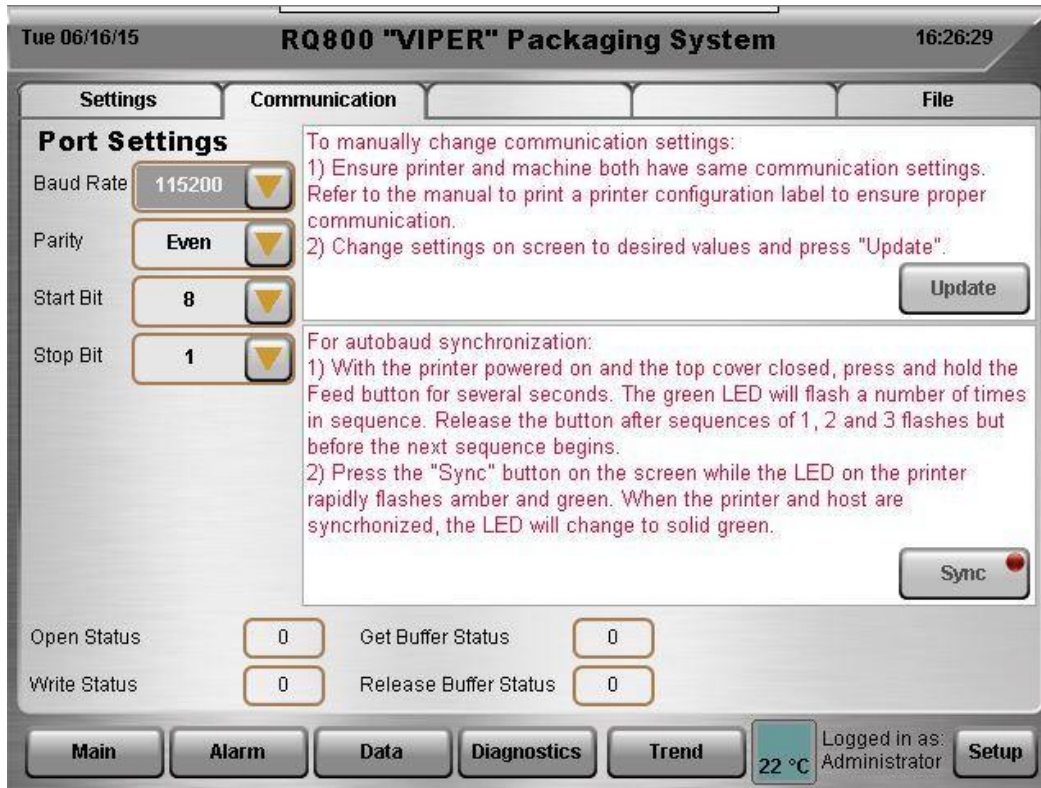 Tue 06/16/15
RQ800 "VIPER" Packaging System
16:26:29
Settings
Communication
File
Port Settings
Baud Rate
115200
Parity
Even
Start Bit
8
Stop Bit
1
To manually change communication settings:
1) Ensure printer and machine both have same communication settings.
Refer to the manual to print a printer configuration label to ensure proper
communication.
2) Change settings on screen to desired values and press "Update".
Update
For autobaud synchronization:
1) With the printer powered on and the top cover closed, press and hold the
Feed button for several seconds. The green LED will flash a number of times
in sequence. Release the button after sequences of 1, 2 and 3 flashes but
before the next sequence begins.
2) Press the "Sync" button on the screen while the LED on the printer
rapidly flashes amber and green. When the printer and host are
syncrhonized, the LED will change to solid green.
Sync
Open Status
0
Get Buffer Status
0
Write Status
0
Release Buffer Status
0
Main
Alarm
Data
Diagnostics
Trend
22 °C
Logged in as:
Administrator
Setup